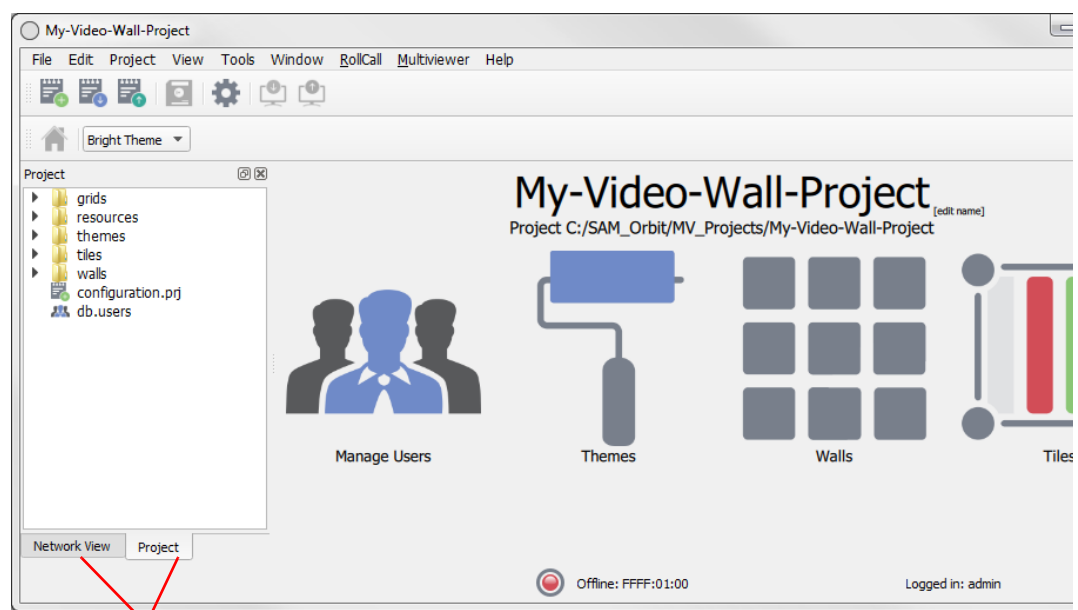 My-Video-Wall-Project
File Edit Project View Tools Window RollCall Multiviewer Help
Bright Theme
Project
grids
resources
themes
tiles
walls
configuration.prj
db.users
My-Video-Wall-Project [edit name]
Project C:/SAM_Orbit/MV_Projects/My-Video-Wall-Project
Manage Users Themes Walls Tiles
Network View Project
Offline: FFFF:01:00 Logged in: admin